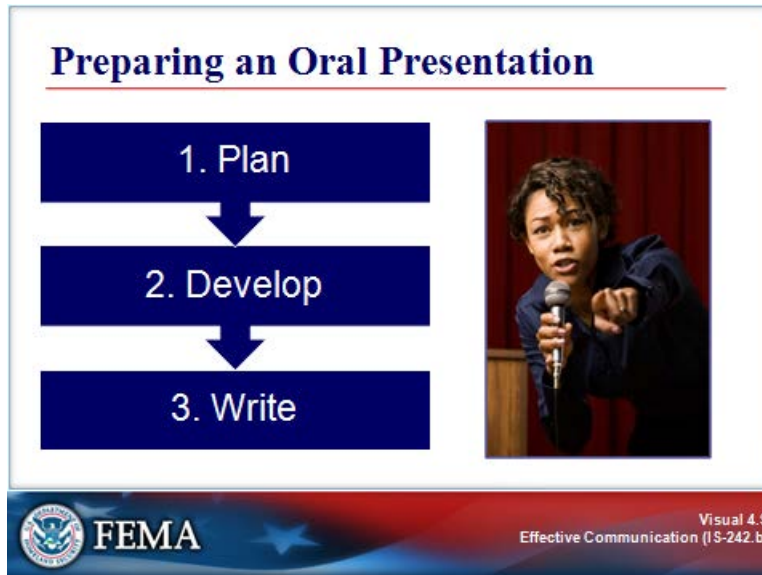 Preparing an Oral Presentation
1. Plan
2. Develop
3. Write
FEMA
Visual 4.
Effective Communication (IS-242.b